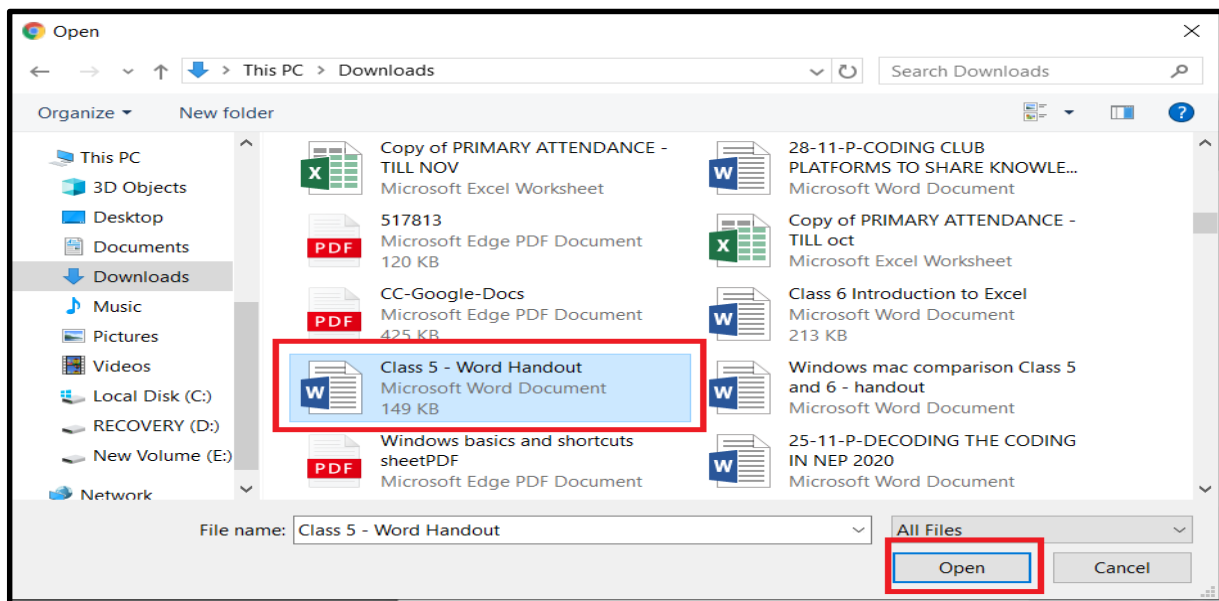 Open
This PC > Downloads
Search Downloads
Organize
New folder
?
This PC
3D Objects
Desktop
Documents
Downloads
Music
Pictures
Videos
Local Disk (C:)
RECOVERY (D:)
New Volume (E:)
Network
Copy of PRIMARY ATTENDANCE -
TILL NOV
Microsoft Excel Worksheet
28-11-P-CODING CLUB
PLATFORMS TO SHARE KNOWLE...
Microsoft Word Document
PDF
517813
Microsoft Edge PDF Document
120 KB
Copy of PRIMARY ATTENDANCE -
TILL oct
Microsoft Excel Worksheet
PDF
CC-Google-Docs
Microsoft Edge PDF Document
425 KB
Class 6 Introduction to Excel
Microsoft Word Document
213 KB
Class 5 - Word Handout
Microsoft Word Document
149 KB
Windows mac comparison Class 5
and 6 - handout
Microsoft Word Document
PDF
Windows basics and shortcuts
sheetPDF
Microsoft Edge PDF Document
25-11-P-DECODING THE CODING
IN NEP 2020
Microsoft Word Document
File name: Class 5 - Word Handout
All Files
Open
Cancel